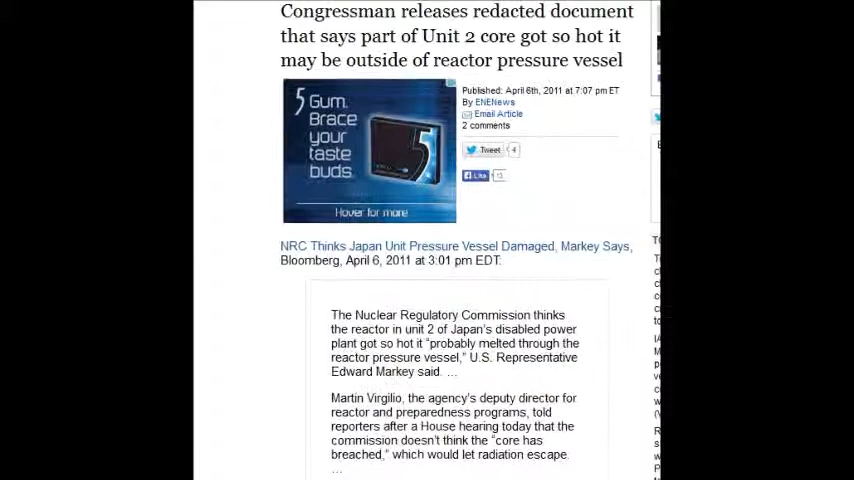 Congressman releases redacted document
that says part of Unit 2 core got so hot it
may be outside of reactor pressure vessel
5 Gum.
Brace
your
taste
buds.
5
Hover for more
Published: April 6th, 2011 at 7:07 pm ET
By ENENews
Email Article
2 comments
Tweet 4
Like
NRC Thinks Japan Unit Pressure Vessel Damaged, Markey Says,
Bloomberg, April 6, 2011 at 3:01 pm EDT:
The Nuclear Regulatory Commission thinks
the reactor in unit 2 of Japan's disabled power
plant got so hot it “probably melted through the
reactor pressure vessel,” U.S. Representative
Edward Markey said. …
Martin Virgilio, the agency's deputy director for
reactor and preparedness programs, told
reporters after a House hearing today that the
commission doesn't think the “core has
breached,” which would let radiation escape.
…